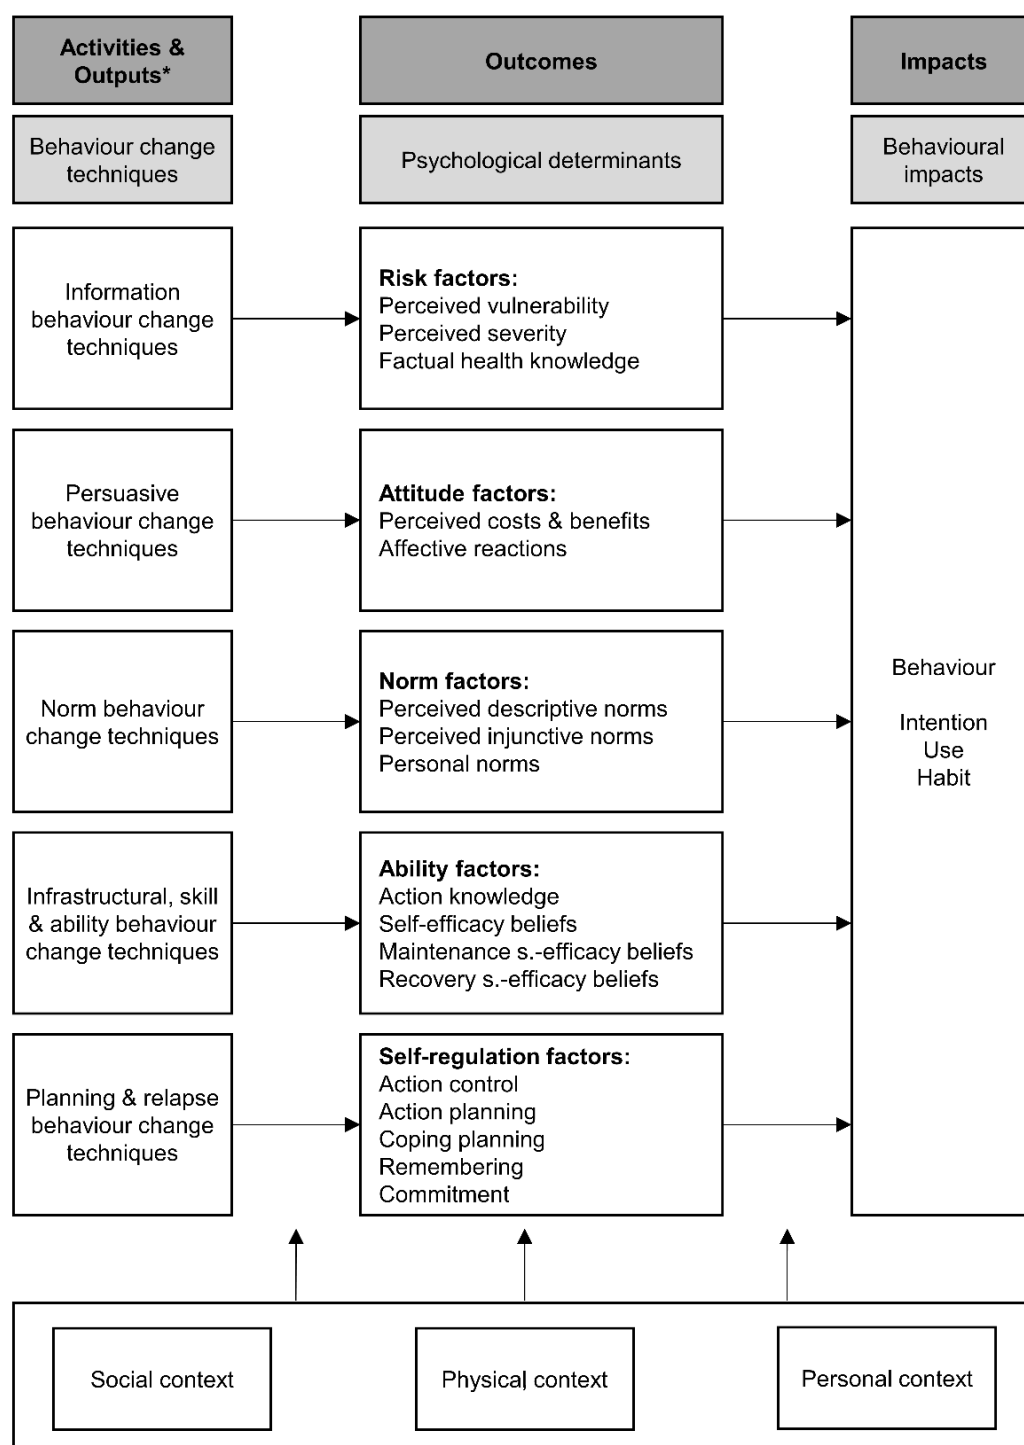 Activities &
Outputs*
Outcomes
Impacts
Behaviour change
techniques
Psychological determinants
Behavioural
impacts
Information
behaviour change
techniques
Risk factors:
Perceived vulnerability
Perceived severity
Factual health knowledge
Persuasive
behaviour change
techniques
Attitude factors:
Perceived costs & benefits
Affective reactions
Norm behaviour
change techniques
Norm factors:
Perceived descriptive norms
Perceived injunctive norms
Personal norms
Behaviour
Intention
Use
Habit
Infrastructural, skill
& ability behaviour
change techniques
Ability factors:
Action knowledge
Self-efficacy beliefs
Maintenance s.-efficacy beliefs
Recovery s.-efficacy beliefs
Planning & relapse
behaviour change
techniques
Self-regulation factors:
Action control
Action planning
Coping planning
Remembering
Commitment
Social context
Physical context
Personal context